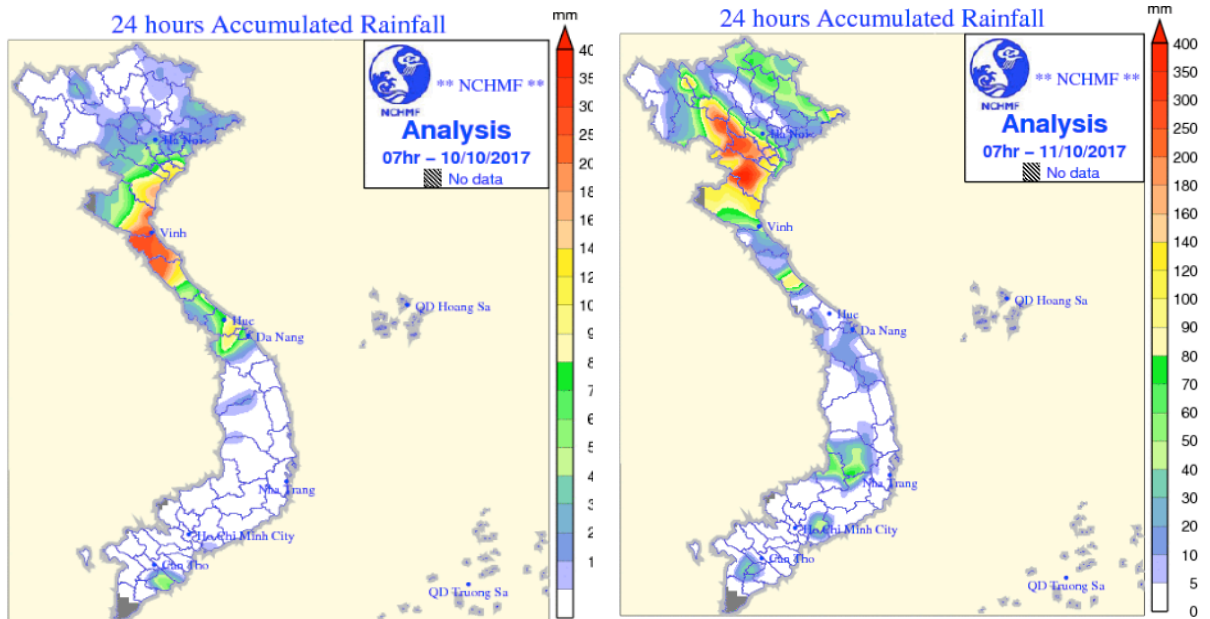 24 hours Accumulated Rainfall
mm
** NCHMF **
NCHMF
Analysis
07hr – 10/10/2017
No data
Ha Noi
Vinh
Hue
Da Nang
QD Hoang Sa
Nha Trang
Ho Chi Minh City
Can Tho
QD Truong Sa
40
35
30
25
20
18
16
14
12
10
9
8
7
6
5
4
3
2
1
24 hours Accumulated Rainfall
mm
** NCHMF **
NCHMF
Analysis
07hr – 11/10/2017
No data
Ha Noi
Vinh
Hue
Da Nang
QD Hoang Sa
Nha Trang
Ho Chi Minh City
Can Tho
QD Truong Sa
400
350
300
250
200
180
160
140
120
100
90
80
70
60
50
40
30
20
10
5
0